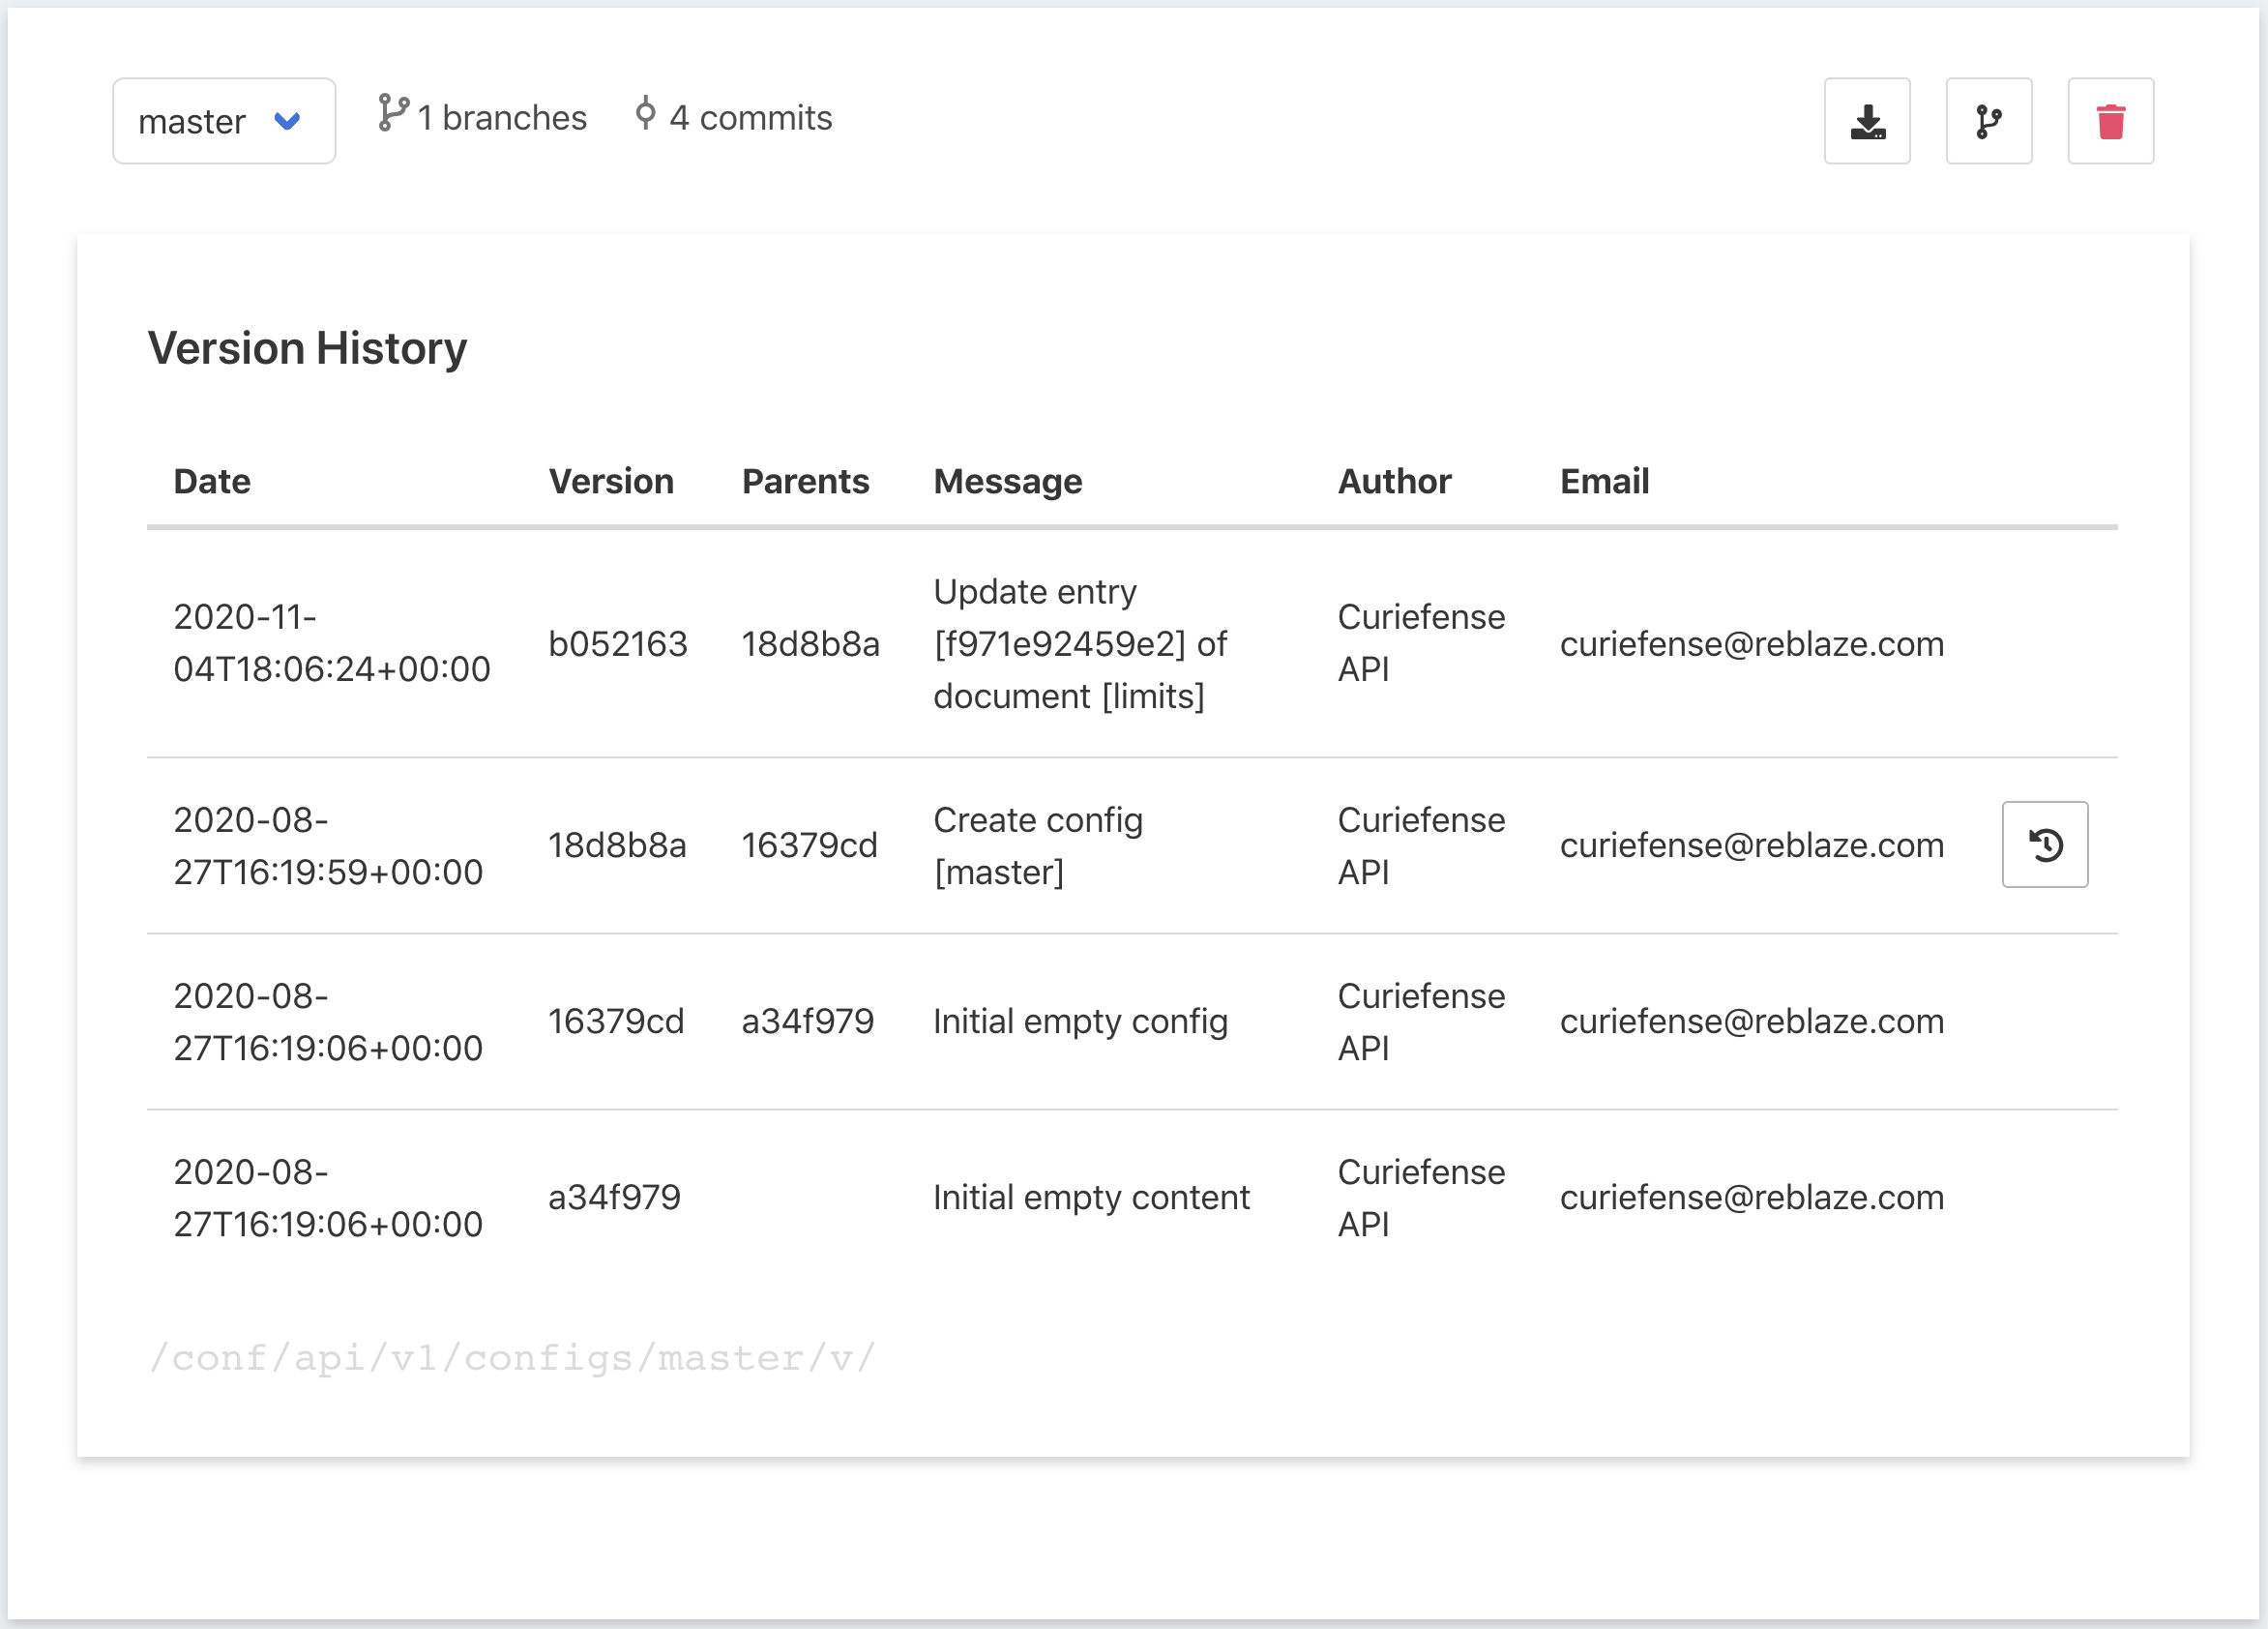 master 1 branches 4 commits
Version History
Date Version Parents Message Author Email
2020-11-
04T18:06:24+00:00
b052163
18d8b8a
Update entry
[f971e92459e2] of
document [limits]
Curiefense
API
curiefense@reblaze.com
2020-08-
27T16:19:59+00:00
18d8b8a
16379cd
Create config
[master]
Curiefense
API
curiefense@reblaze.com
2020-08-
27T16:19:06+00:00
16379cd
a34f979
Initial empty config
Curiefense
API
curiefense@reblaze.com
2020-08-
27T16:19:06+00:00
a34f979
Initial empty content
Curiefense
API
curiefense@reblaze.com
/conf/api/v1/configs/master/v/